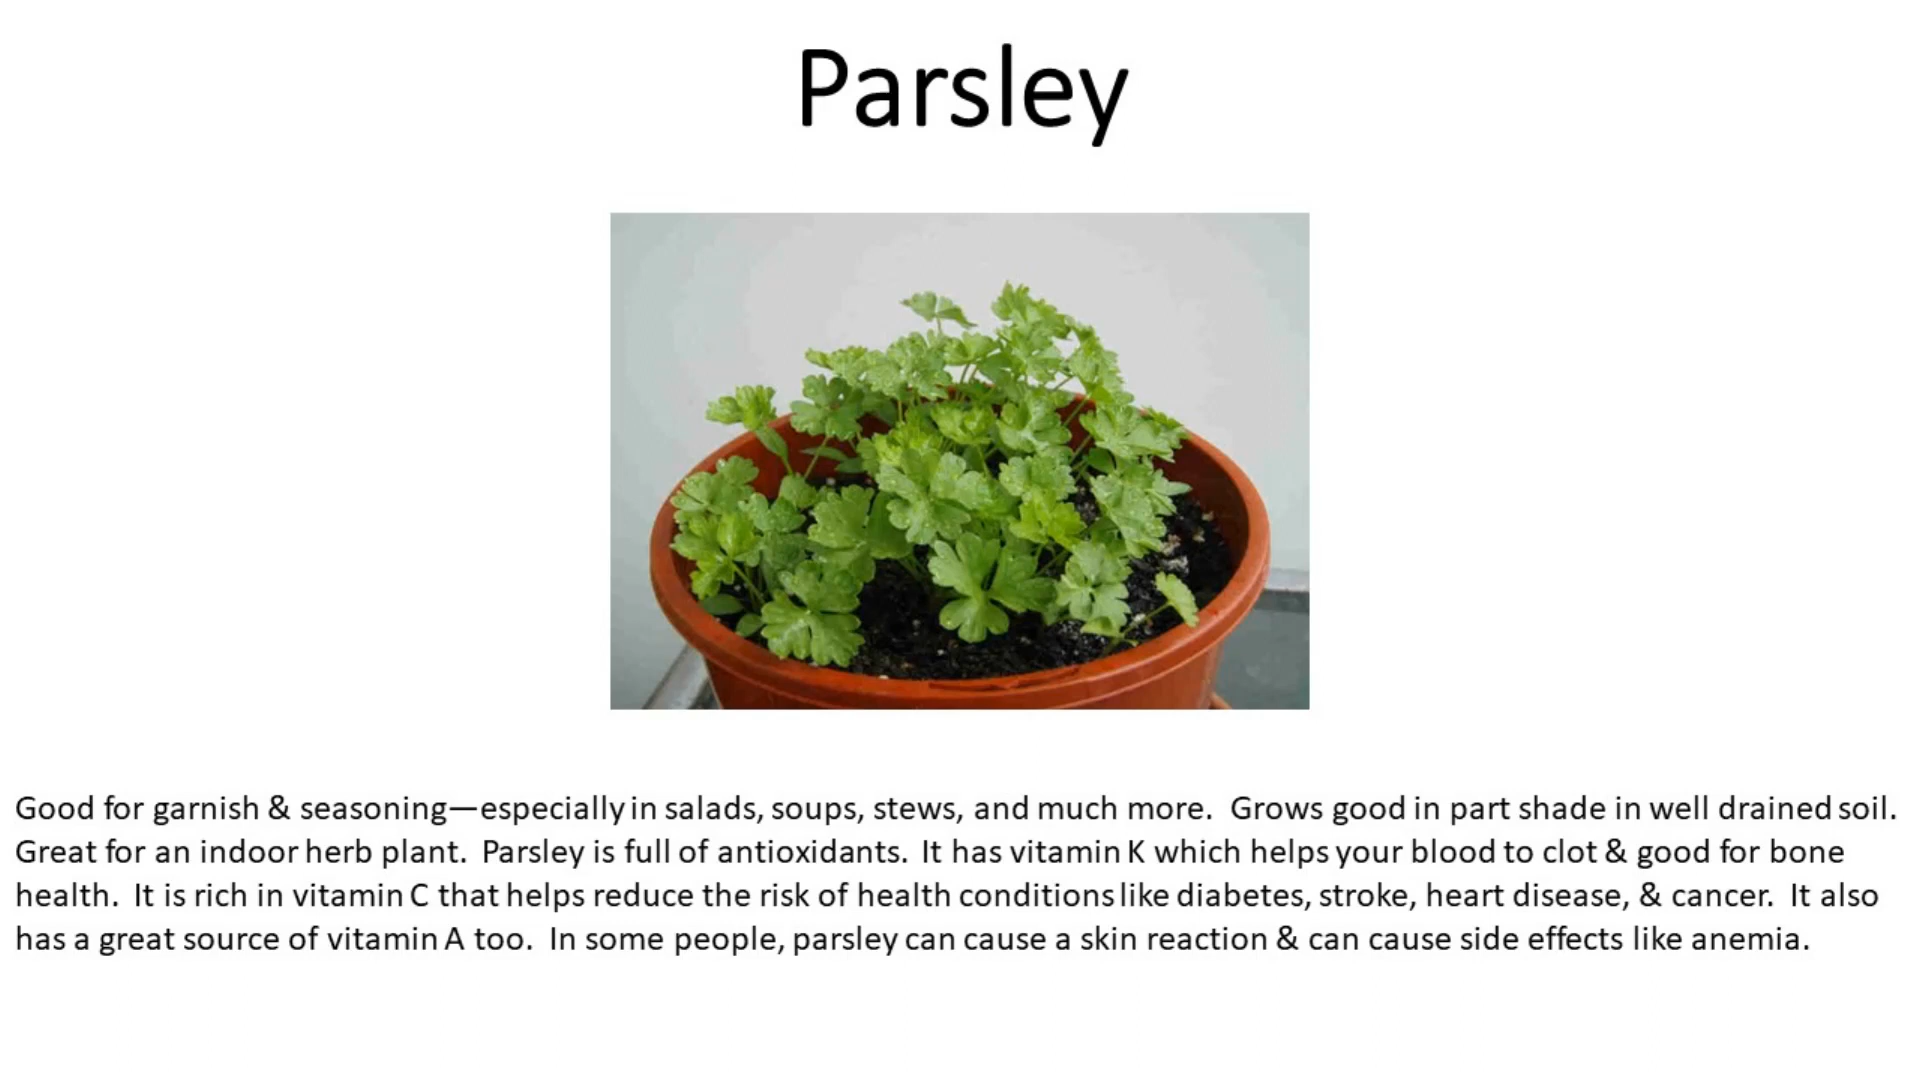 Parsley
Good for garnish & seasoning—especially in salads, soups, stews, and much more.  Grows good in part shade in well drained soil.
Great for an indoor herb plant.  Parsley is full of antioxidants.  It has vitamin K which helps your blood to clot & good for bone
health.  It is rich in vitamin C that helps reduce the risk of health conditions like diabetes, stroke, heart disease, & cancer.  It also
has a great source of vitamin A too.  In some people, parsley can cause a skin reaction & can cause side effects like anemia.